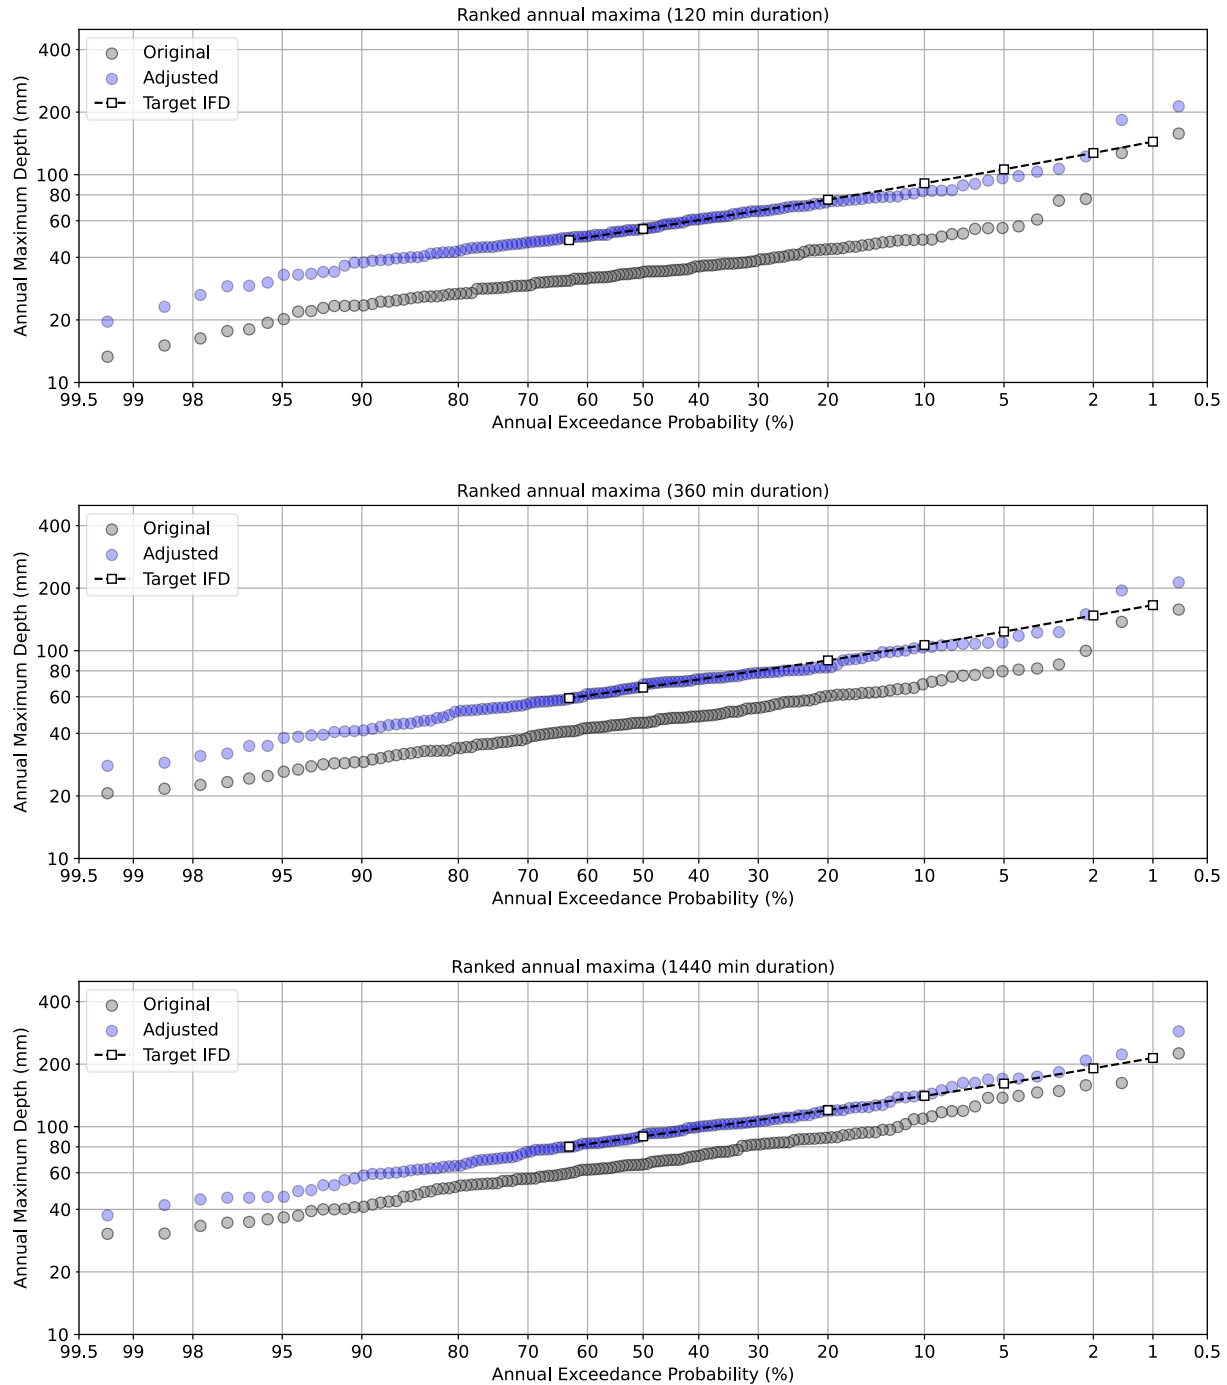 Ranked annual maxima (120 min duration)
Original
Adjusted
Target IFD
Annual Maximum Depth (mm)
400
200
100
80
60
40
20
10
99.5 99 98 95 90 80 70 60 50 40 30 20 10 5 2 1 0.5
Annual Exceedance Probability (%)
Ranked annual maxima (360 min duration)
Original
Adjusted
Target IFD
Annual Maximum Depth (mm)
400
200
100
80
60
40
20
10
99.5 99 98 95 90 80 70 60 50 40 30 20 10 5 2 1 0.5
Annual Exceedance Probability (%)
Ranked annual maxima (1440 min duration)
Original
Adjusted
Target IFD
Annual Maximum Depth (mm)
400
200
100
80
60
40
20
10
99.5 99 98 95 90 80 70 60 50 40 30 20 10 5 2 1 0.5
Annual Exceedance Probability (%)